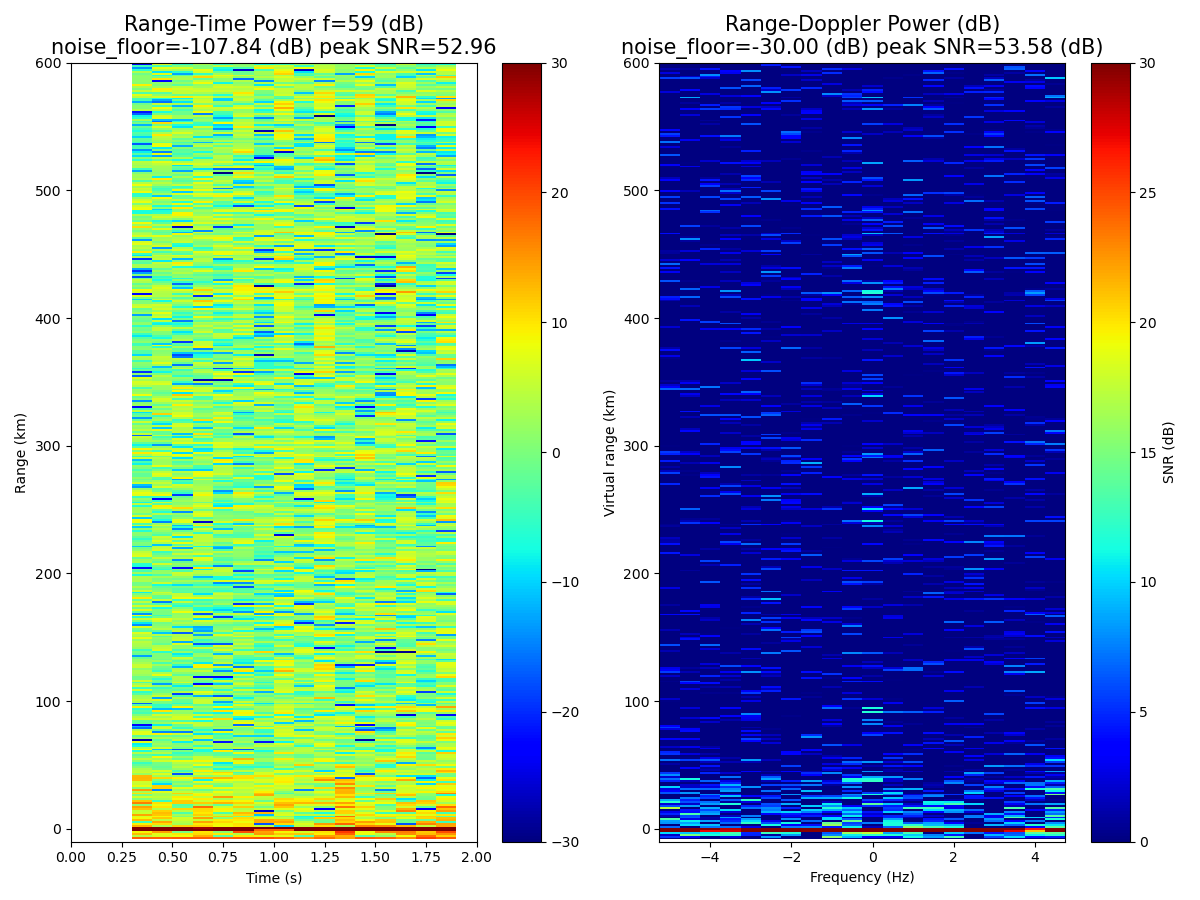 Range-Time Power f=59 (dB)
noise_floor=-107.84 (dB) peak SNR=52.96
Range (km)
600
500
400
300
200
100
0
0.00 0.25 0.50 0.75 1.00 1.25 1.50 1.75 2.00
Time (s)
30
20
10
0
−10
−20
−30
Range-Doppler Power (dB)
noise_floor=-30.00 (dB) peak SNR=53.58 (dB)
Virtual range (km)
600
500
400
300
200
100
0
−4 −2 0 2 4
Frequency (Hz)
30
25
20
15
10
5
0
SNR (dB)